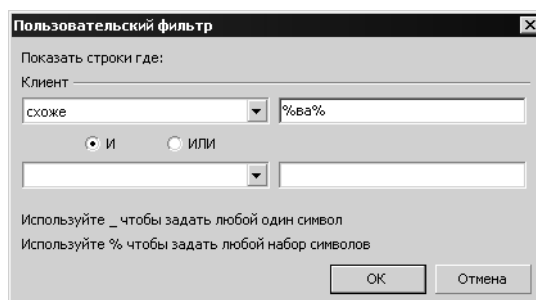 Пользовательский фильтр
Показать строки где:
Клиент
схоже
%ва%
И ИЛИ
Используйте _ чтобы задать любой один символ
Используйте % чтобы задать любой набор символов
ОК Отмена